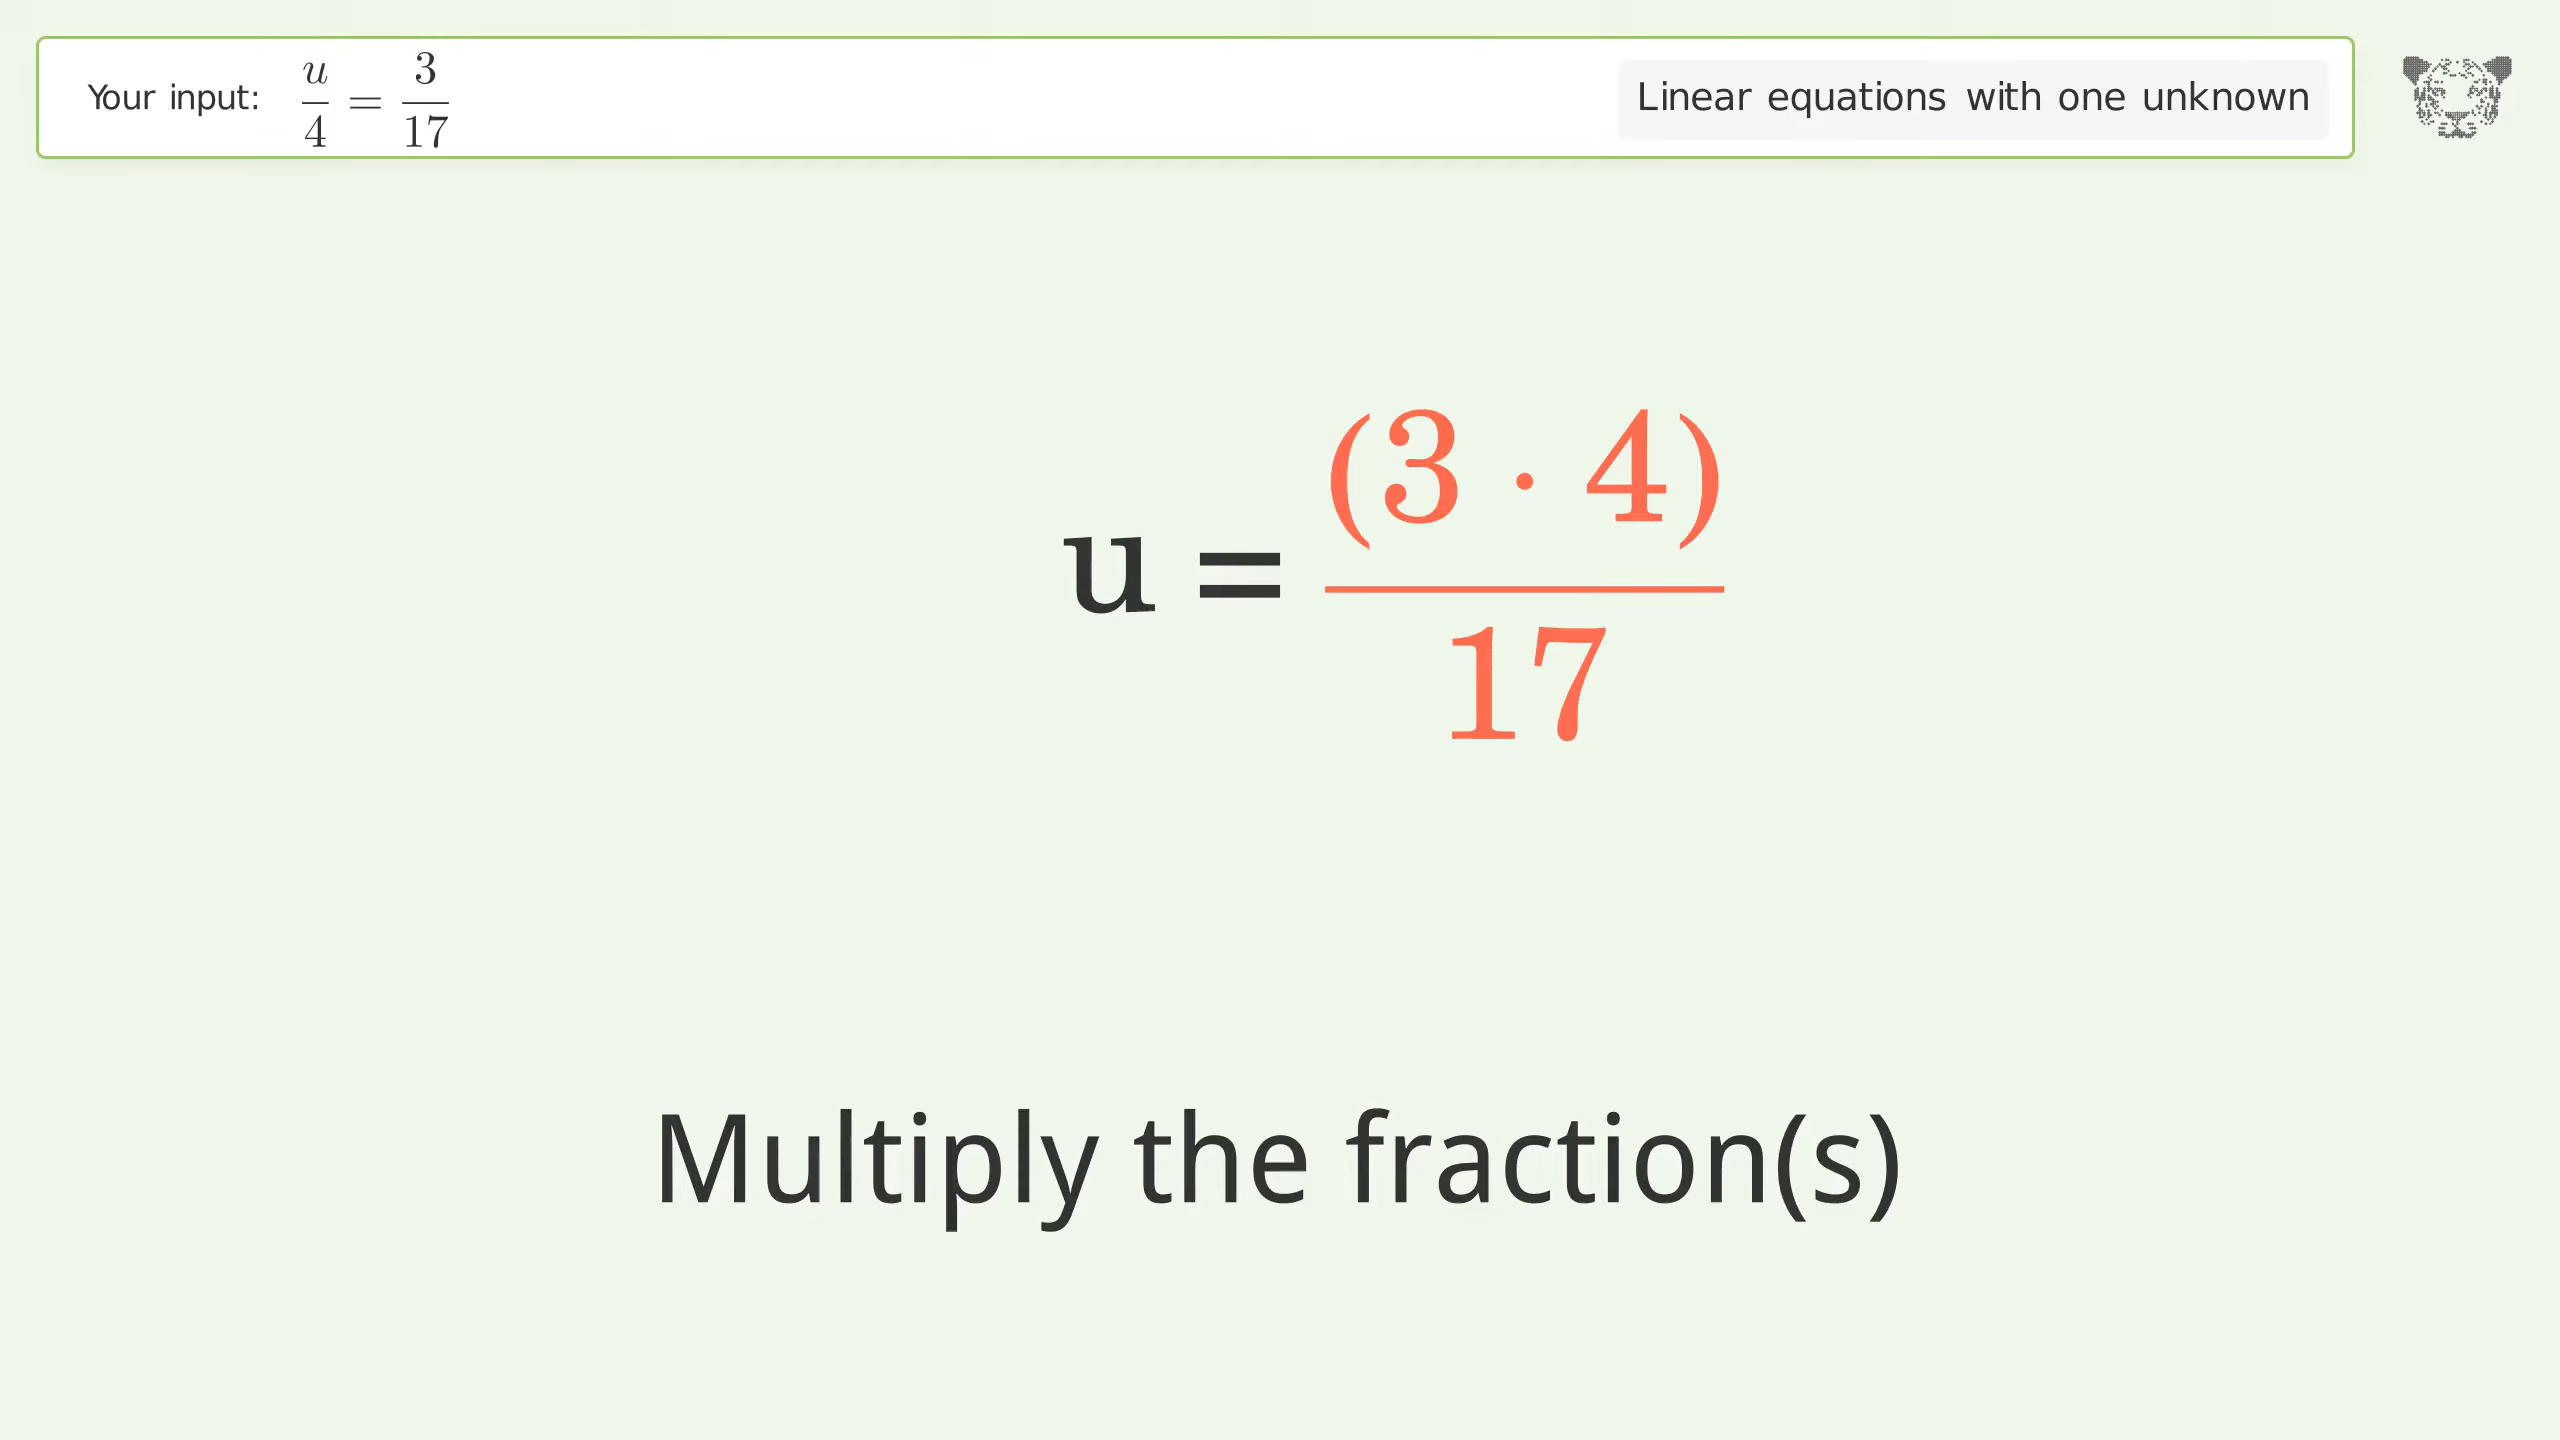 Your input: u/4 = 3/17
Linear equations with one unknown
u = (3 · 4)/17
Multiply the fraction(s)